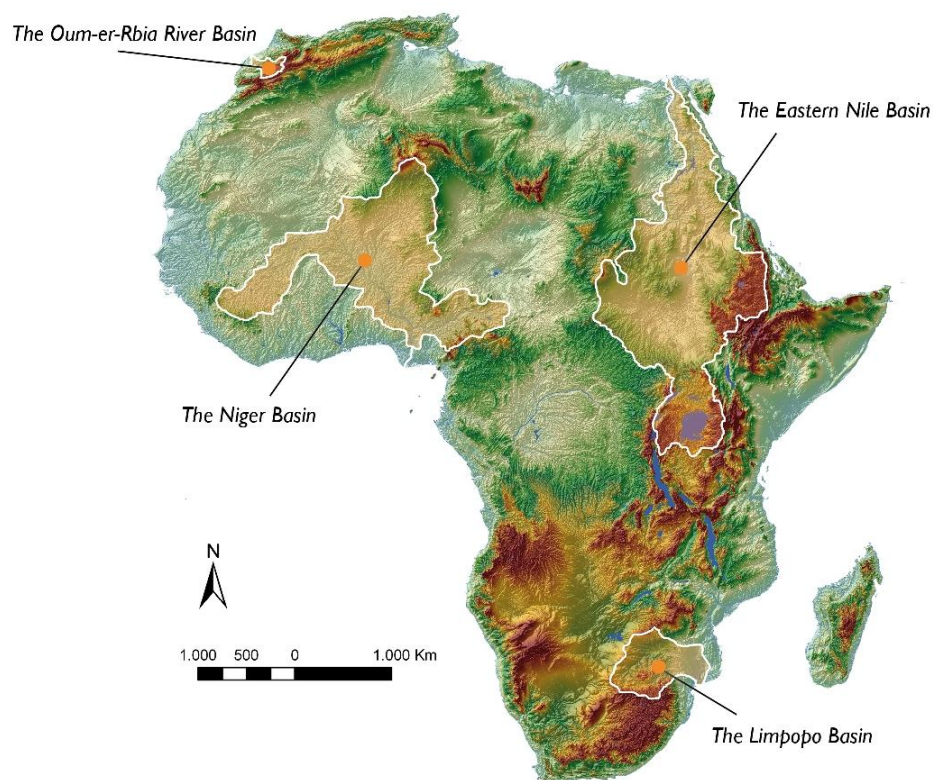 The Oum-er-Rbia River Basin
The Eastern Nile Basin
The Niger Basin
N
1.000 500 0 1.000 Km
The Limpopo Basin